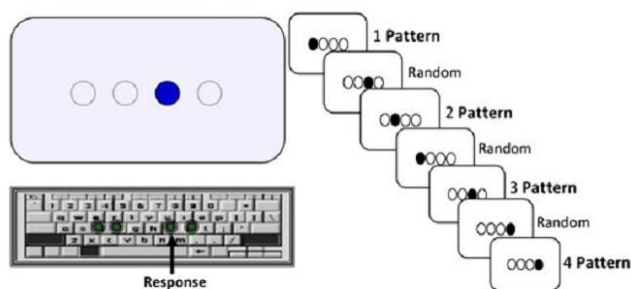 1 Pattern
Random
2 Pattern
Random
3 Pattern
Random
4 Pattern
Response